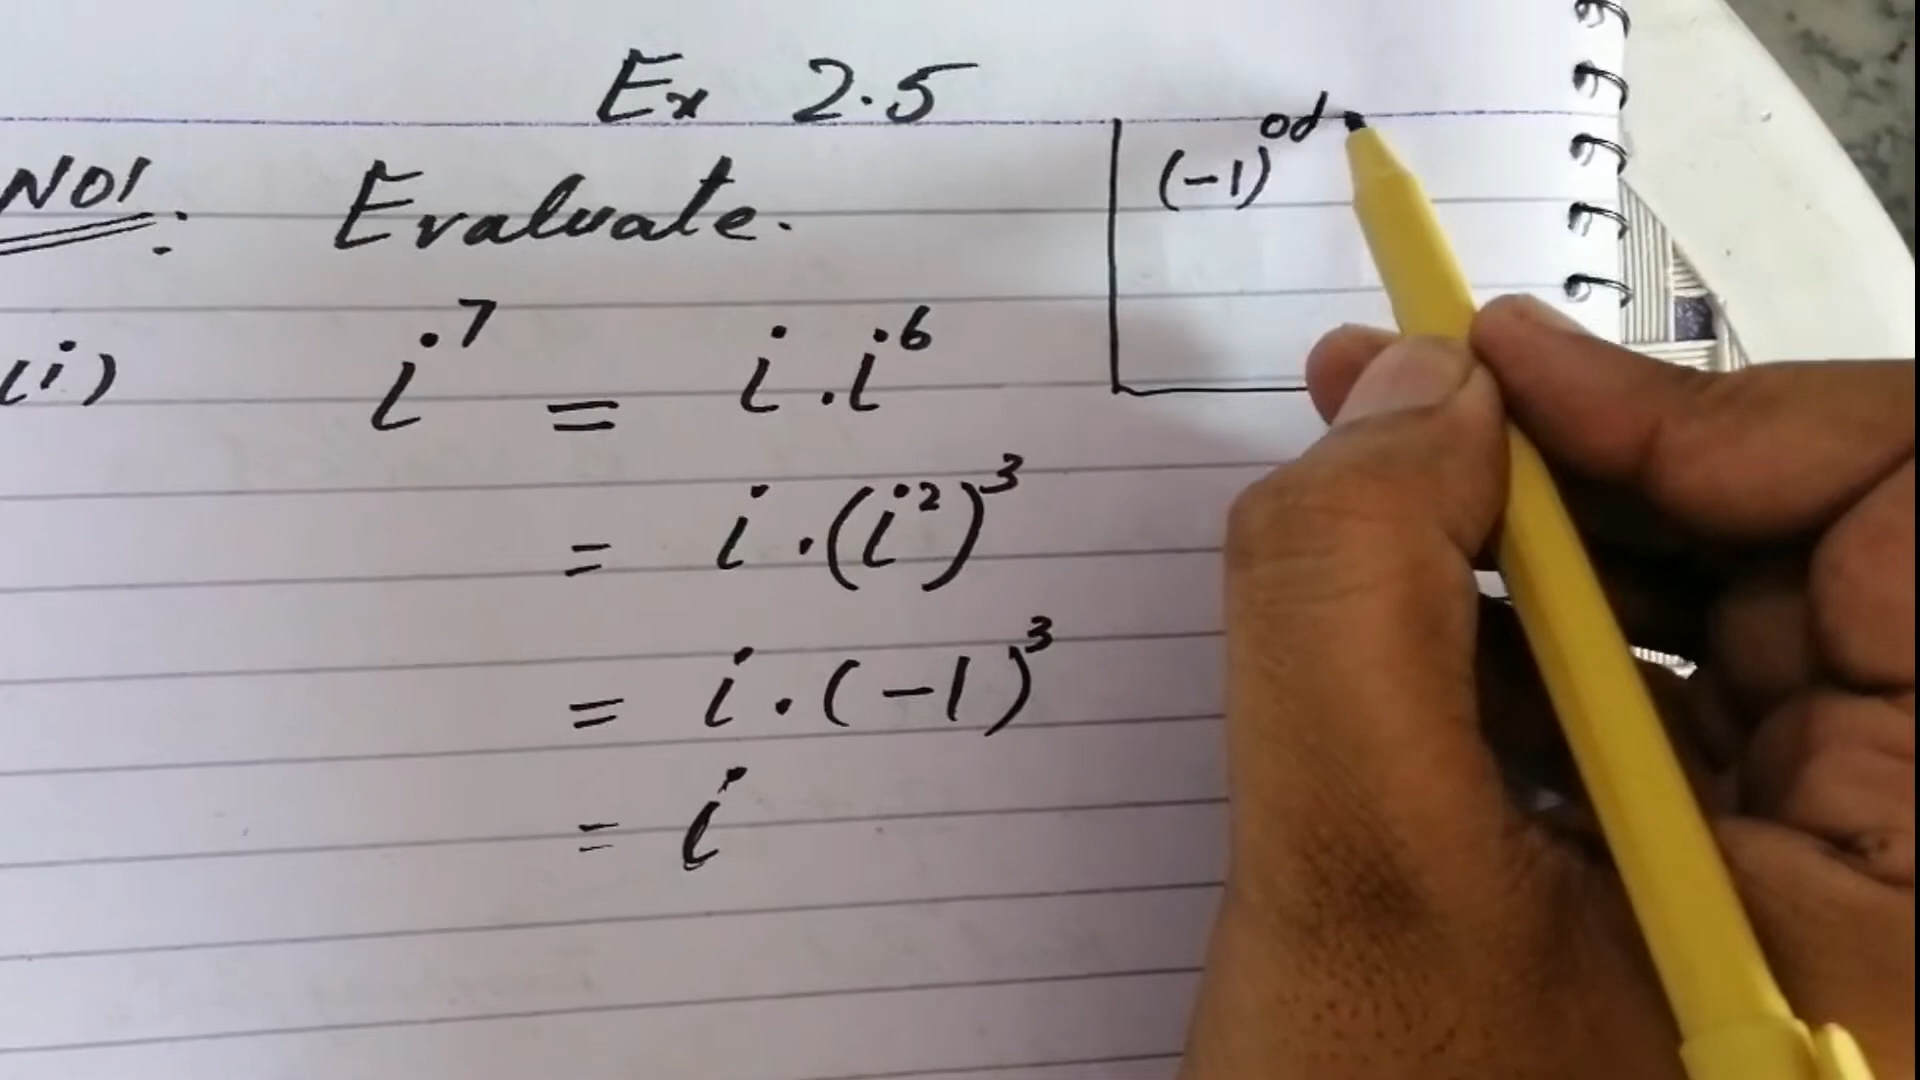 Ex 2.5
(-1)^od
NO1: Evaluate.
(i) i^7 = i . i^6
= i . (i^2)^3
= i . (-1)^3
= i